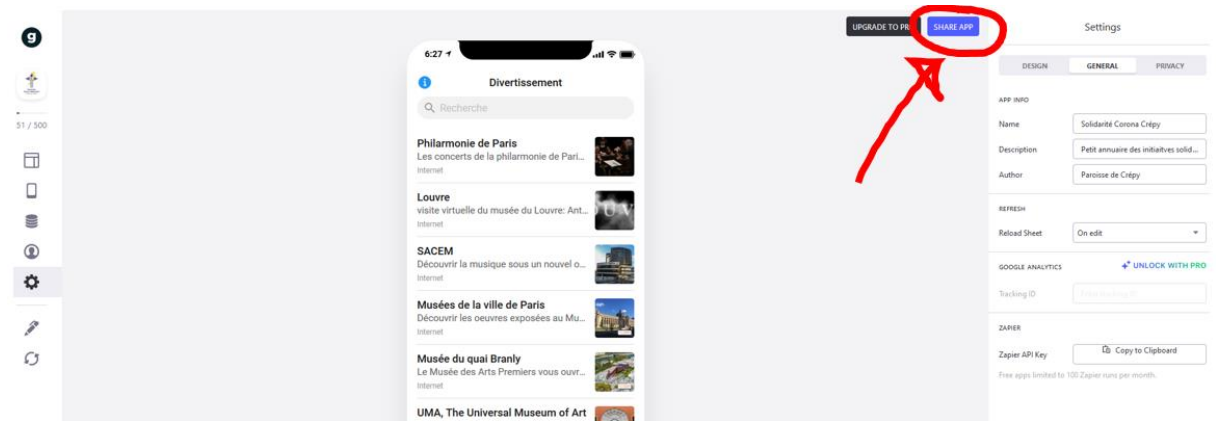 g
51 / 500
UPGRADE TO PR
SHARE APP
6:27
Divertissement
Recherche
Philarmonie de Paris
Les concerts de la philarmonie de Pari...
Internet
Louvre
visite virtuelle du musée du Louvre: Ant...
Internet
SACEM
Découvrir la musique sous un nouvel o...
Internet
Musées de la ville de Paris
Découvrir les oeuvres exposées au Mu...
Internet
Musée du quai Branly
Le Musée des Arts Premiers vous ouvr...
Internet
UMA, The Universal Museum of Art
Settings
DESIGN GENERAL PRIVACY
APP INFO
Name Solidarité Corona Crépy
Description Petit annuaire des initiaitves solid...
Author Paroisse de Crépy
REFRESH
Reload Sheet On edit
GOOGLE ANALYTICS UNLOCK WITH PRO
Tracking ID Enter tracking ID
ZAPIER
Zapier API Key Copy to Clipboard
Free apps limited to 100 Zapier runs per month.